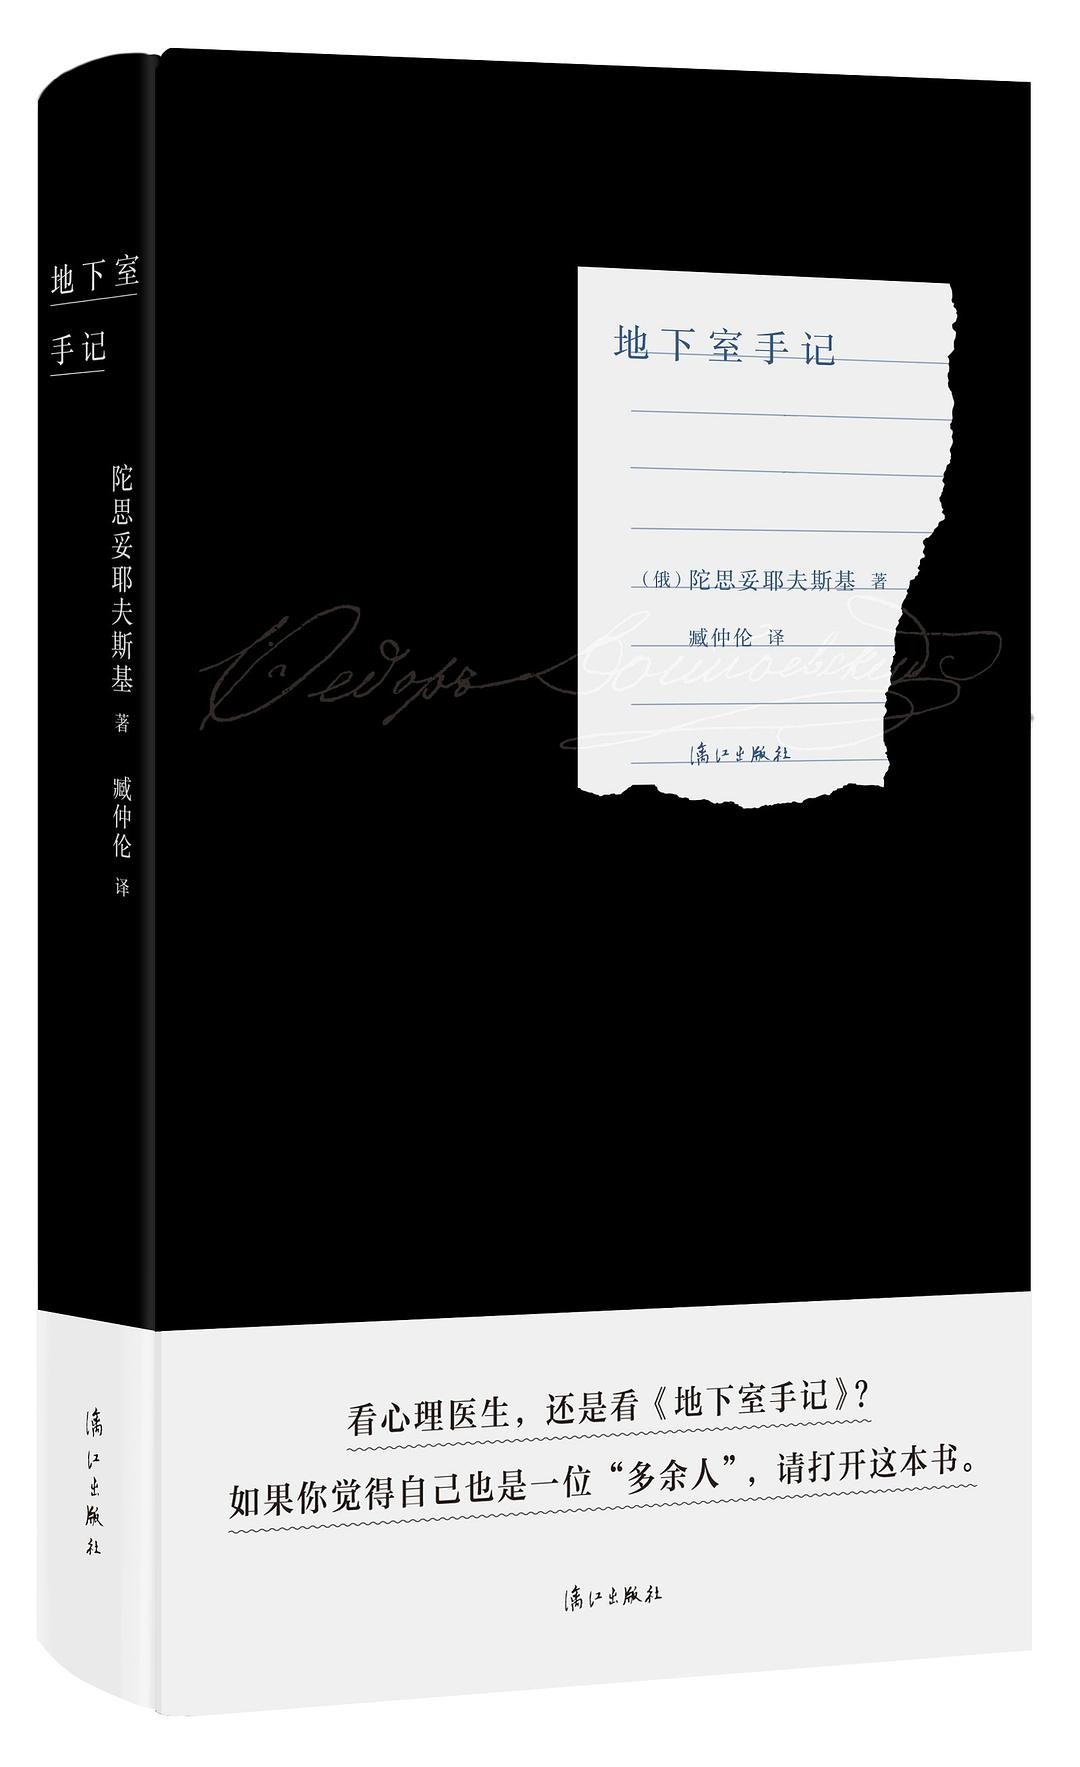 地下室
手记
陀思妥耶夫斯基 著
臧仲伦 译
漓江出版社
地下室手记
（俄）陀思妥耶夫斯基 著
臧仲伦 译
漓江出版社
看心理医生，还是看《地下室手记》？
如果你觉得自己也是一位“多余人”，请打开这本书。
漓江出版社